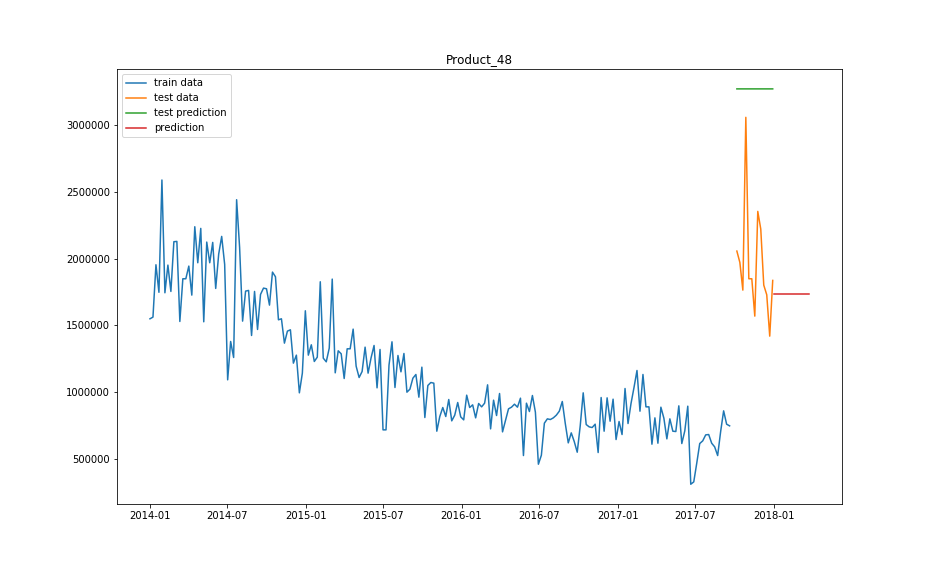 Product_48
train data
test data
test prediction
prediction
3000000
2500000
2000000
1500000
1000000
500000
2014-01 2014-07 2015-01 2015-07 2016-01 2016-07 2017-01 2017-07 2018-01